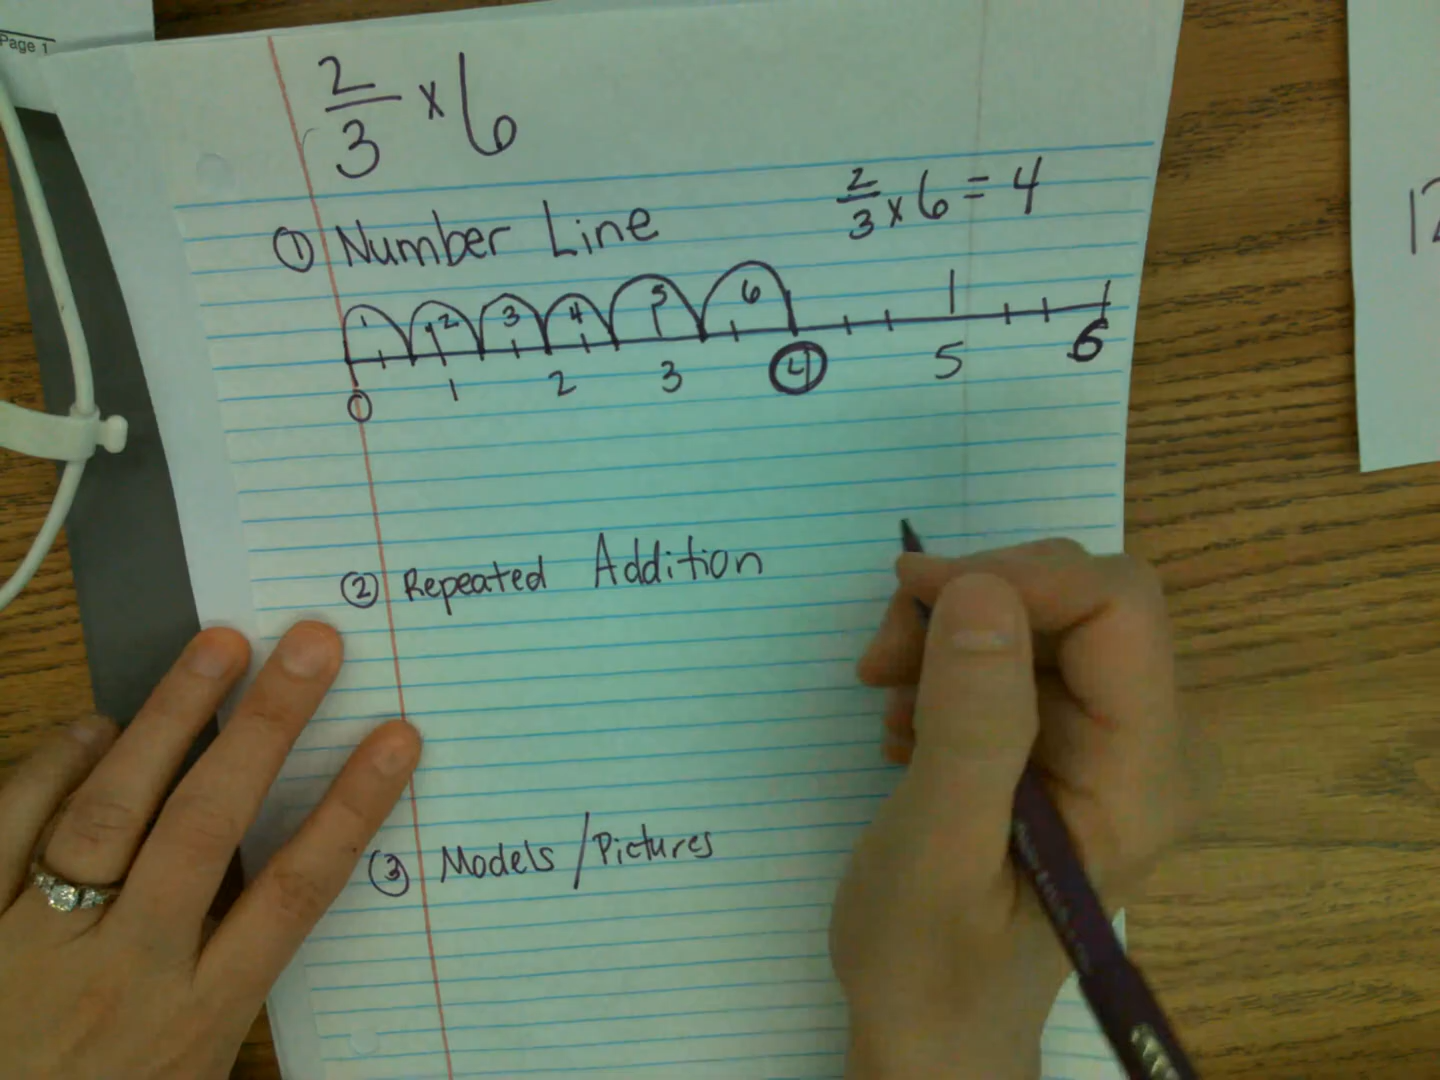 Page 1
2/3 x 6
① Number Line
2/3 x 6 = 4
1 2 3 4 5 6
0 1 2 3 4 5 6
② Repeated Addition
③ Models/Pictures